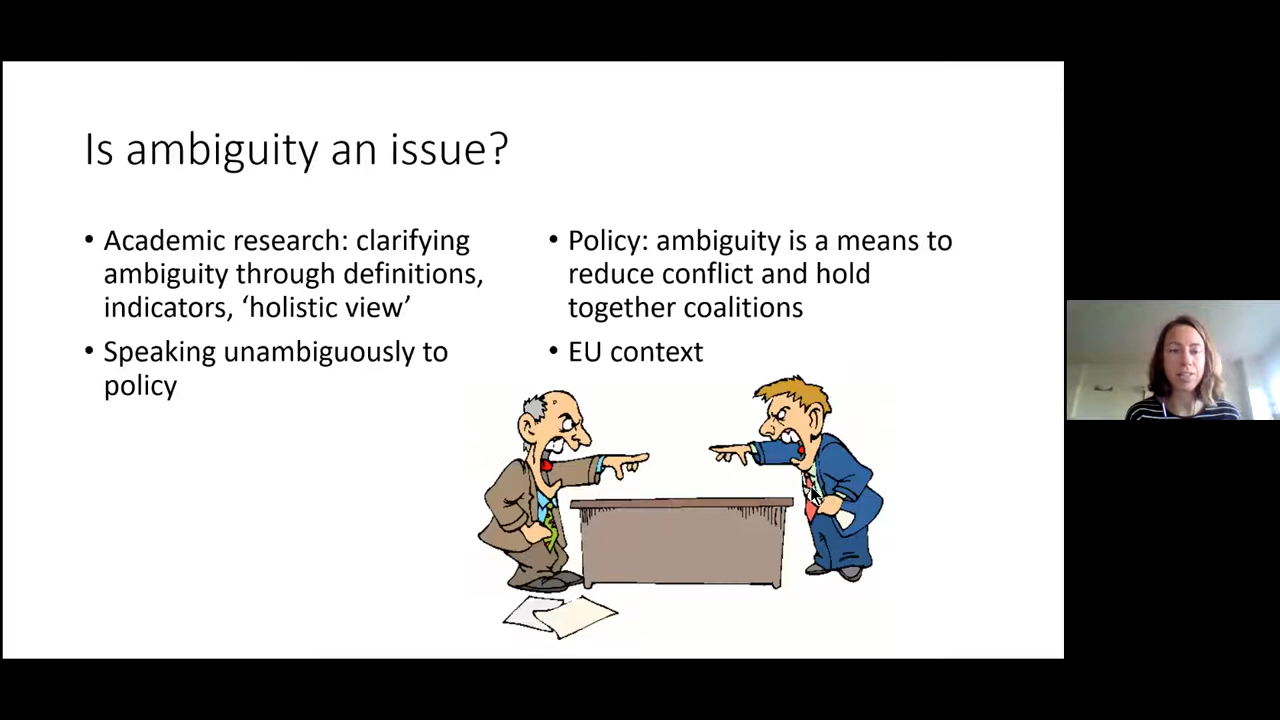 Is ambiguity an issue?
• Academic research: clarifying
ambiguity through definitions,
indicators, ‘holistic view’
• Speaking unambiguously to
policy
• Policy: ambiguity is a means to
reduce conflict and hold
together coalitions
• EU context